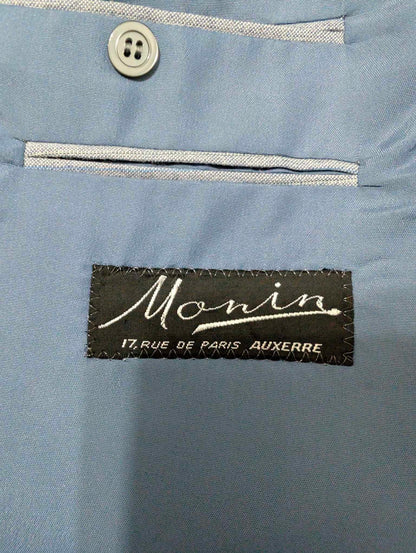 Monin
17, RUE DE PARIS AUXERRE